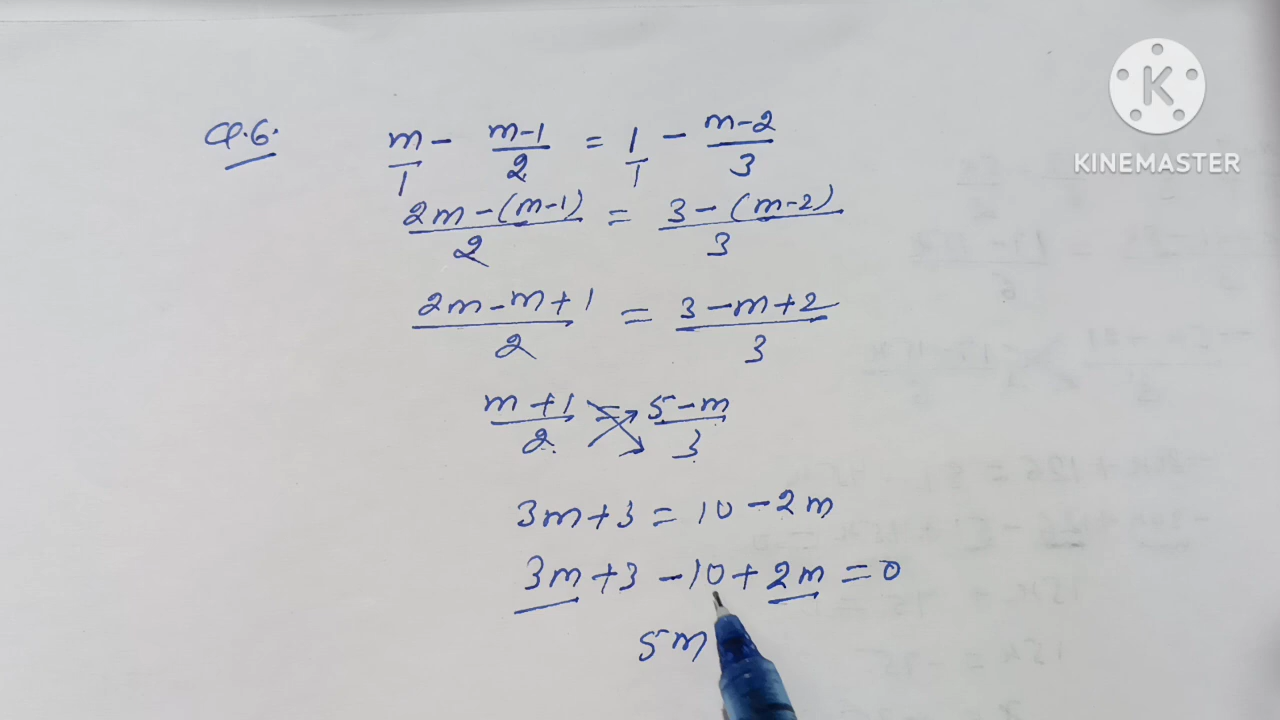 K
KINEMASTER
Q.6. m/1 - (m-1)/2 = 1/1 - (m-2)/3
(2m-(m-1))/2 = (3-(m-2))/3
(2m-m+1)/2 = (3-m+2)/3
(m+1)/2 = (5-m)/3
3m+3 = 10-2m
3m+3-10+2m=0
5m